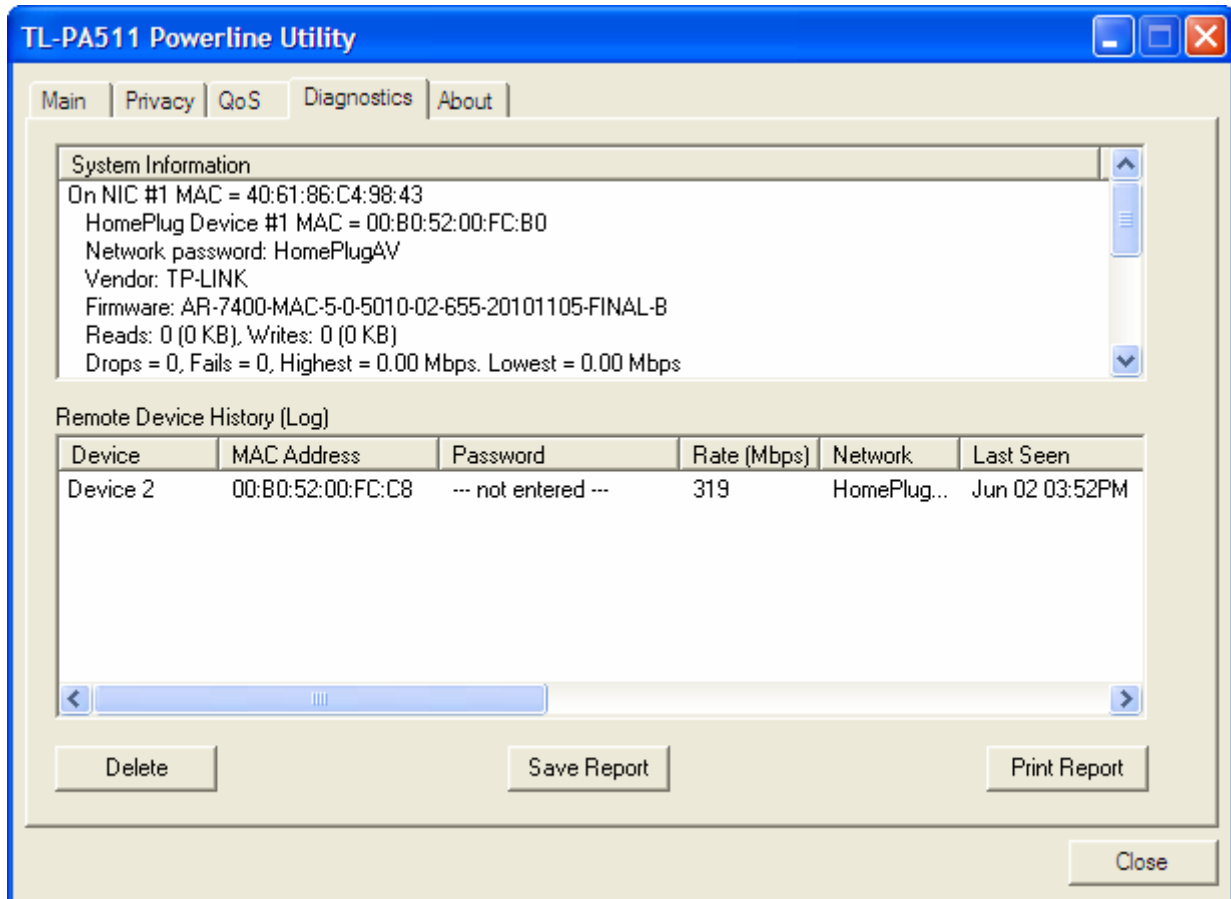 TL-PA511 Powerline Utility
Main Privacy QoS Diagnostics About
System Information
On NIC #1 MAC = 40:61:86:C4:98:43
HomePlug Device #1 MAC = 00:B0:52:00:FC:B0
Network password: HomePlugAV
Vendor: TP-LINK
Firmware: AR-7400-MAC-5-0-5010-02-655-20101105-FINAL-B
Reads: 0 (0 KB), Writes: 0 (0 KB)
Drops = 0, Fails = 0, Highest = 0.00 Mbps. Lowest = 0.00 Mbps
Remote Device History (Log)
Device MAC Address Password Rate (Mbps) Network Last Seen
Device 2 00:B0:52:00:FC:C8 --- not entered --- 319 HomePlug... Jun 02 03:52PM
Delete Save Report Print Report
Close